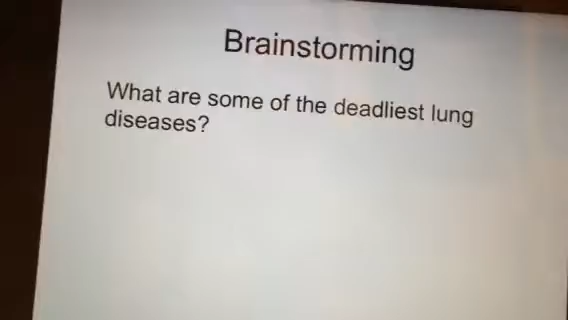 Brainstorming
What are some of the deadliest lung
diseases?